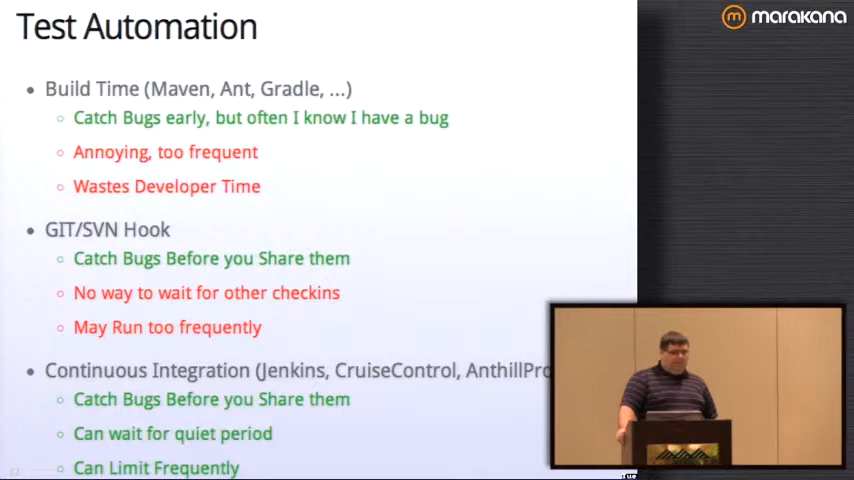 Test Automation
marakana
Build Time (Maven, Ant, Gradle, ...)
Catch Bugs early, but often I know I have a bug
Annoying, too frequent
Wastes Developer Time
GIT/SVN Hook
Catch Bugs Before you Share them
No way to wait for other checkins
May Run too frequently
Continuous Integration (Jenkins, CruiseControl, AnthillPro
Catch Bugs Before you Share them
Can wait for quiet period
Can Limit Frequently